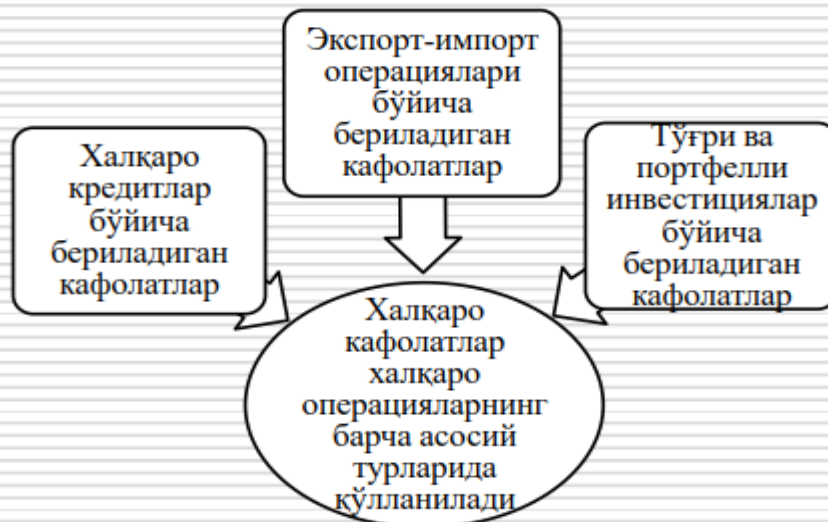 Экспорт-импорт
операциялари
бўйича
бериладиган
кафолатлар
Халқаро
кредитлар
бўйича
бериладиган
кафолатлар
Тўғри ва
портфелли
инвестициялар
бўйича
бериладиган
кафолатлар
Халқаро
кафолатлар
халқаро
операцияларнинг
барча асосий
турларида
қўлланилади